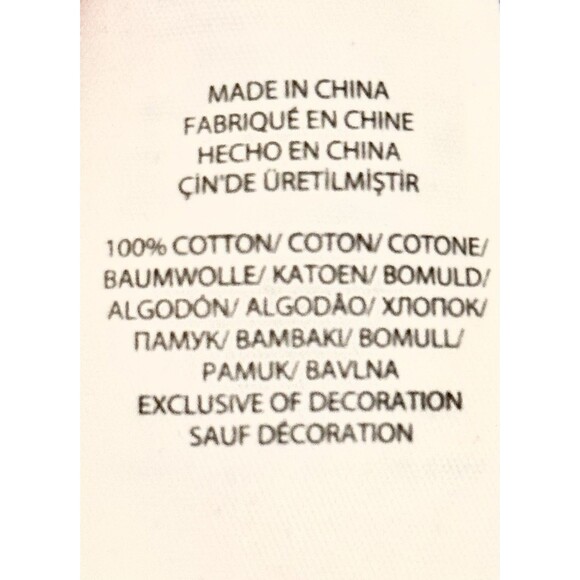 MADE IN CHINA
FABRIQUÉ EN CHINE
HECHO EN CHINA
ÇİN'DE ÜRETİLMİŞTİR
100% COTTON/ COTON/ COTONE/
BAUMWOLLE/ KATOEN/ BOMULD/
ALGODÓN/ ALGODÃO/ ХЛОПОК/
ПАМУК/ BAMBAKI/ BOMULL/
PAMUK/ BAVLNA
EXCLUSIVE OF DECORATION
SAUF DÉCORATION